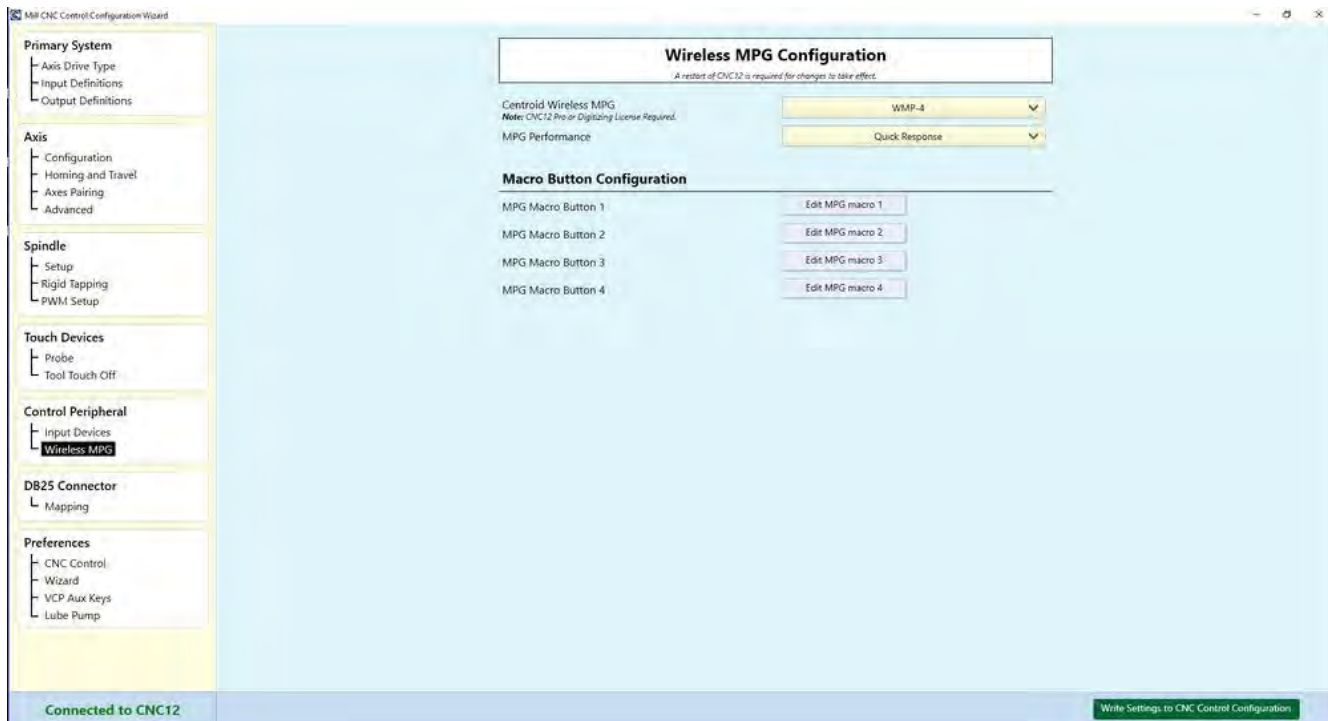 Mill CNC Control Configuration Wizard
Primary System
Axis Drive Type
Input Definitions
Output Definitions
Axis
Configuration
Homing and Travel
Axes Pairing
Advanced
Spindle
Setup
Rigid Tapping
PWM Setup
Touch Devices
Probe
Tool Touch Off
Control Peripheral
Input Devices
Wireless MPG
DB25 Connector
Mapping
Preferences
CNC Control
Wizard
VCP Aux Keys
Lube Pump
Connected to CNC12
Wireless MPG Configuration
A restart of CNC12 is required for changes to take effect.
Centroid Wireless MPG WMP-4
Note: CNC12 Pro or Digitizing License Required.
MPG Performance Quick Response
Macro Button Configuration
MPG Macro Button 1 Edit MPG macro 1
MPG Macro Button 2 Edit MPG macro 2
MPG Macro Button 3 Edit MPG macro 3
MPG Macro Button 4 Edit MPG macro 4
Write Settings to CNC Control Configuration